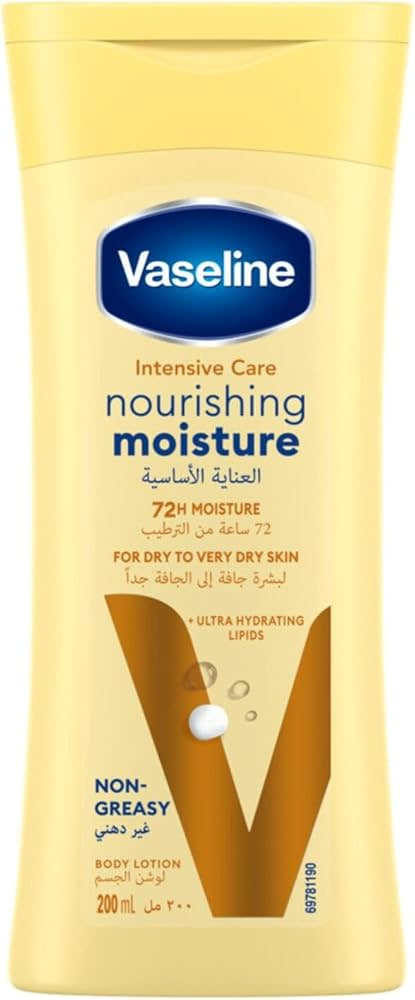 Vaseline
Intensive Care
nourishing
moisture
العناية الأساسية
72H MOISTURE
72 ساعة من الترطيب
FOR DRY TO VERY DRY SKIN
لبشرة جافة إلى الجافة جداً
+ ULTRA HYDRATING
LIPIDS
NON-
GREASY
غير دهني
BODY LOTION
لوشن الجسم
200 mL ٢٠٠ مل
69781190